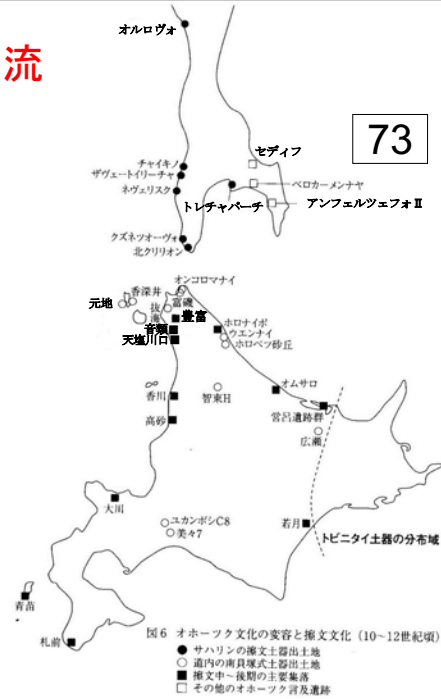 オルロヴォ
流
73
セディフ
チャイキノ
ザヴェートイリーチャ
ネヴェリスク
ベロカーメンナヤ
トレチャパーチ
アンフェルツェフォⅡ
クズネツオーヴォ
北クリリオン
オンコロマナイ
香深井
元地
富磯
抜海
豊富
音類
ホロナイポ
天塩川口
ウエンナイ
ホロベツ砂丘
オムサロ
香川
智東H
高砂
常呂遺跡群
広瀬
大川
ユカンボシC8
美々7
若月
トビニタイ土器の分布域
青苗
札前
図6 オホーツク文化の変容と擦文文化(10~12世紀頃)
● サハリンの擦文土器出土地
○ 道内の南貝塚式土器出土地
■ 擦文中~後期の主要集落
□ その他のオホーツク河及遺跡